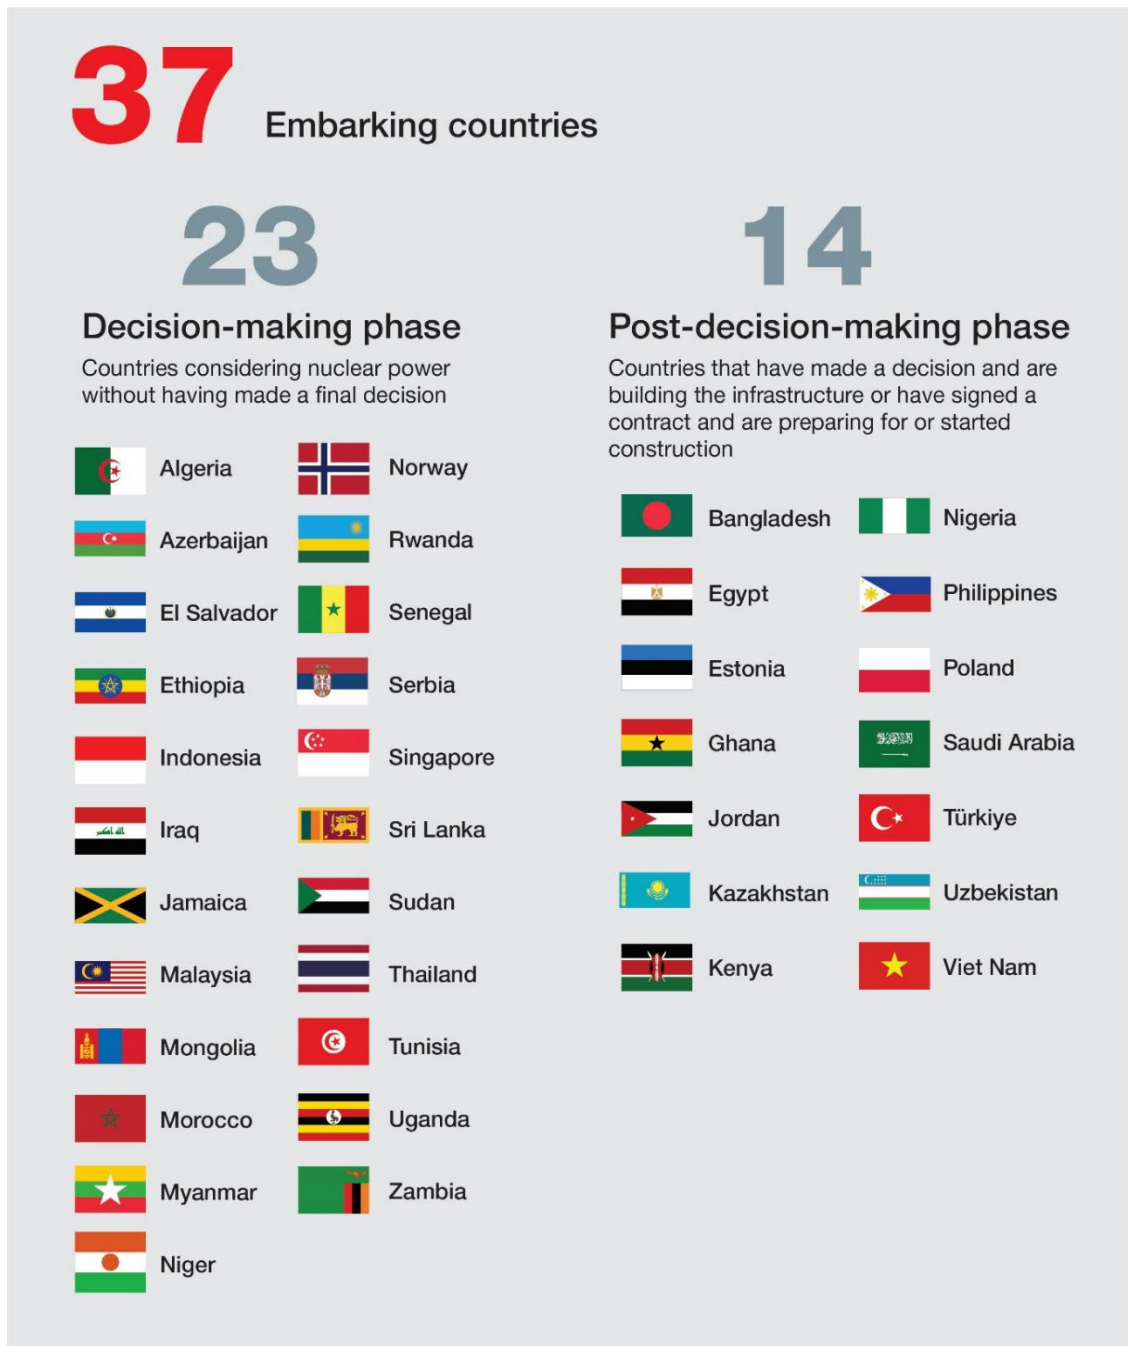 37 Embarking countries
23
Decision-making phase
Countries considering nuclear power
without having made a final decision
Algeria
Azerbaijan
El Salvador
Ethiopia
Indonesia
Iraq
Jamaica
Malaysia
Mongolia
Morocco
Myanmar
Niger
Norway
Rwanda
Senegal
Serbia
Singapore
Sri Lanka
Sudan
Thailand
Tunisia
Uganda
Zambia
14
Post-decision-making phase
Countries that have made a decision and are
building the infrastructure or have signed a
contract and are preparing for or started
construction
Bangladesh
Egypt
Estonia
Ghana
Jordan
Kazakhstan
Kenya
Nigeria
Philippines
Poland
Saudi Arabia
Türkiye
Uzbekistan
Viet Nam